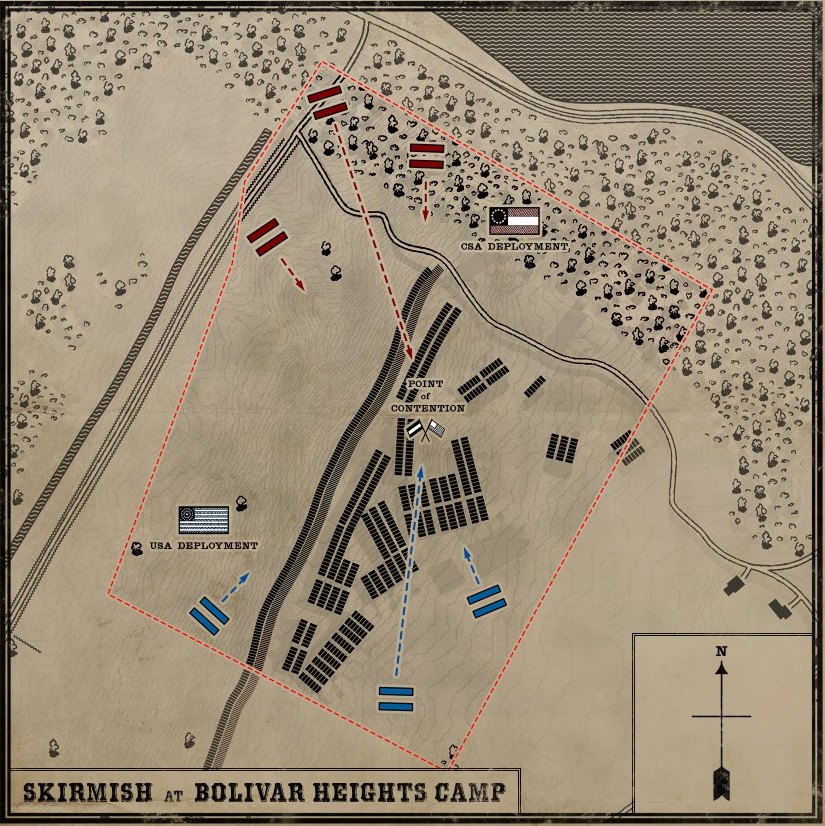 CSA DEPLOYMENT
POINT
of
CONTENTION
USA DEPLOYMENT
N
SKIRMISH AT BOLIVAR HEIGHTS CAMP